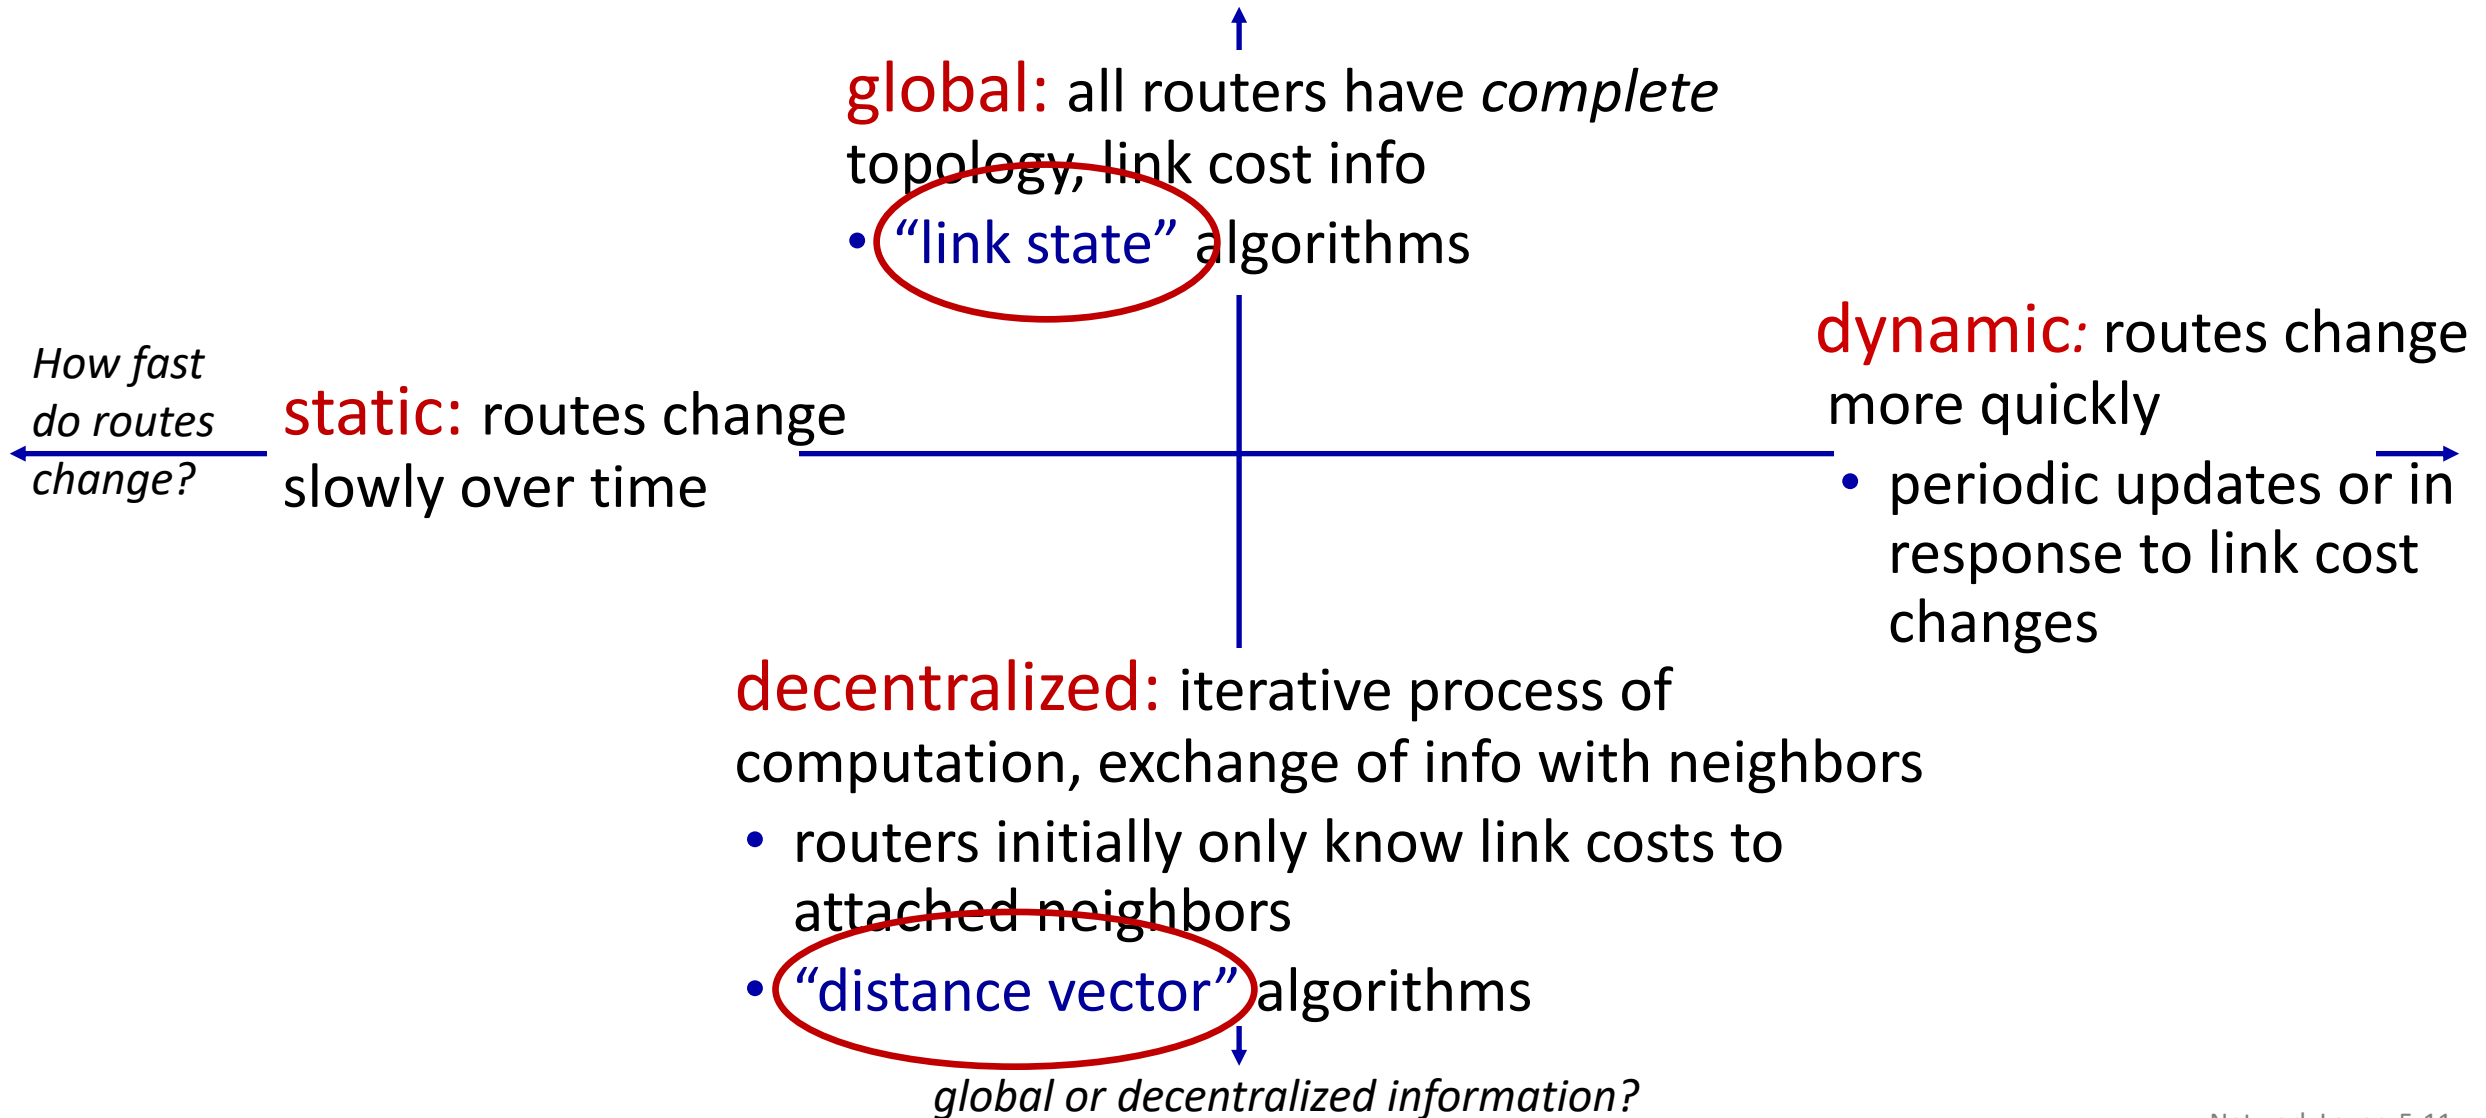 global: all routers have complete
topology, link cost info
• “link state” algorithms
How fast
do routes
change?
static: routes change
slowly over time
dynamic: routes change
more quickly
• periodic updates or in
response to link cost
changes
decentralized: iterative process of
computation, exchange of info with neighbors
• routers initially only know link costs to
attached neighbors
• “distance vector” algorithms
global or decentralized information?